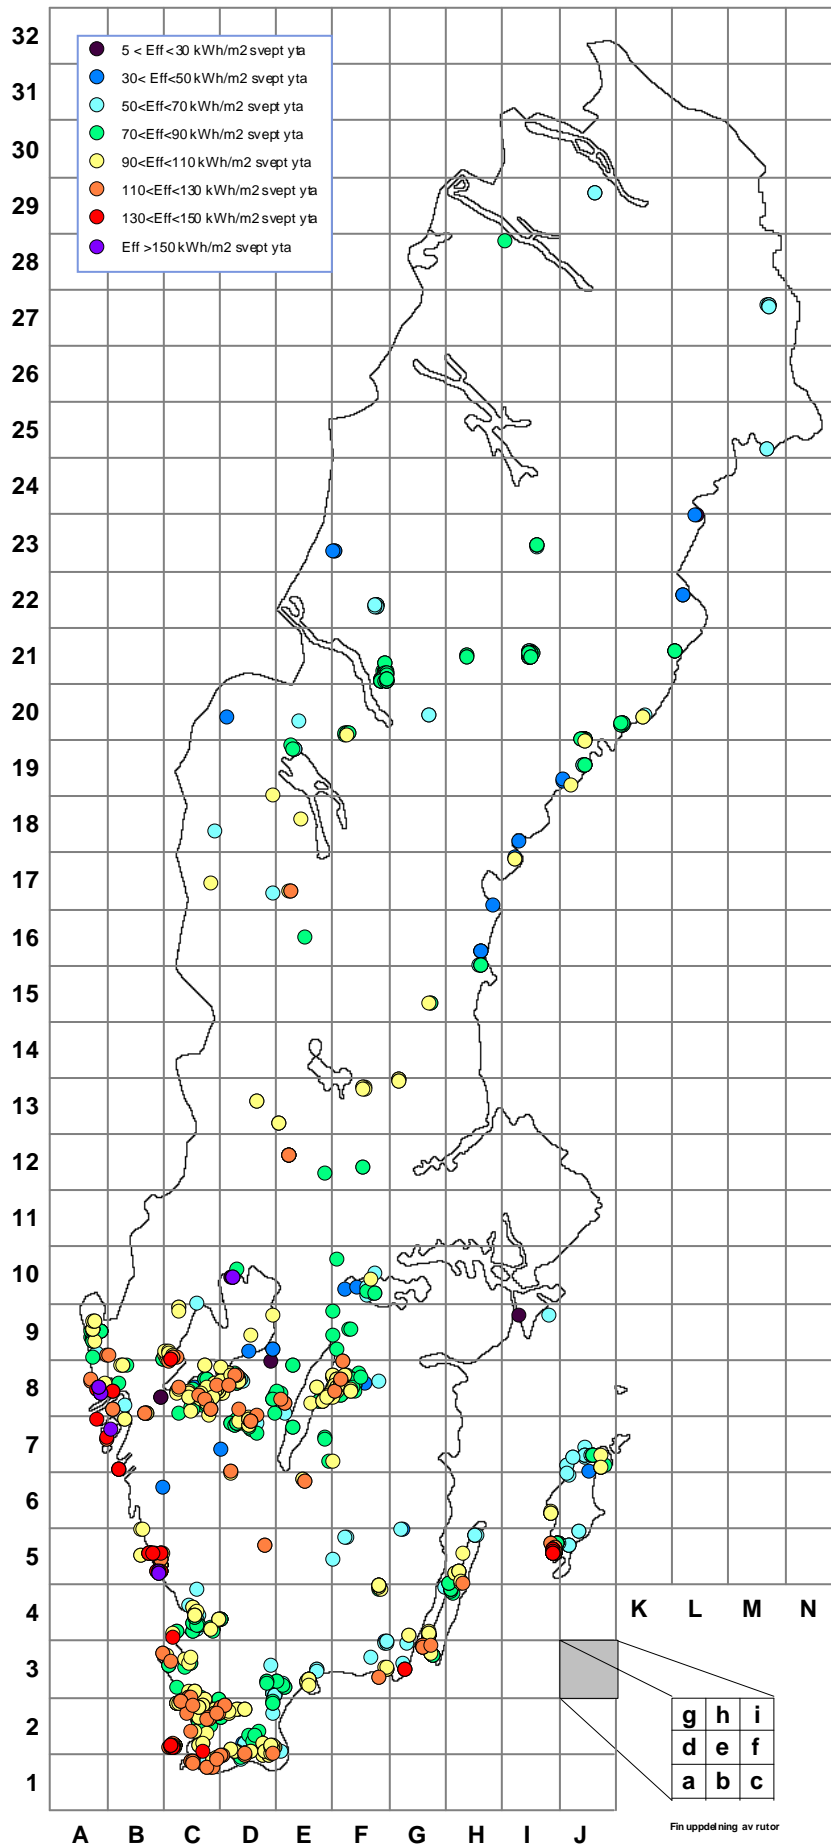 32
5 < Eff<30 kWh/m2 svept yta
31
30< Eff<50 kWh/m2 svept yta
50<Eff<70 kWh/m2 svept yta
30
70<Eff<90 kWh/m2 svept yta
90<Eff<110 kWh/m2 svept yta
29
110<Eff<130 kWh/m2 svept yta
130<Eff<150 kWh/m2 svept yta
28
Eff >150 kWh/m2 svept yta
27
26
25
24
23
22
21
20
19
18
17
16
15
14
13
12
11
10
9
8
7
6
5
4
K L M N
3
2
g h i
d e f
a b c
1
Finuppdelning av rutor
A B C D E F G H I J